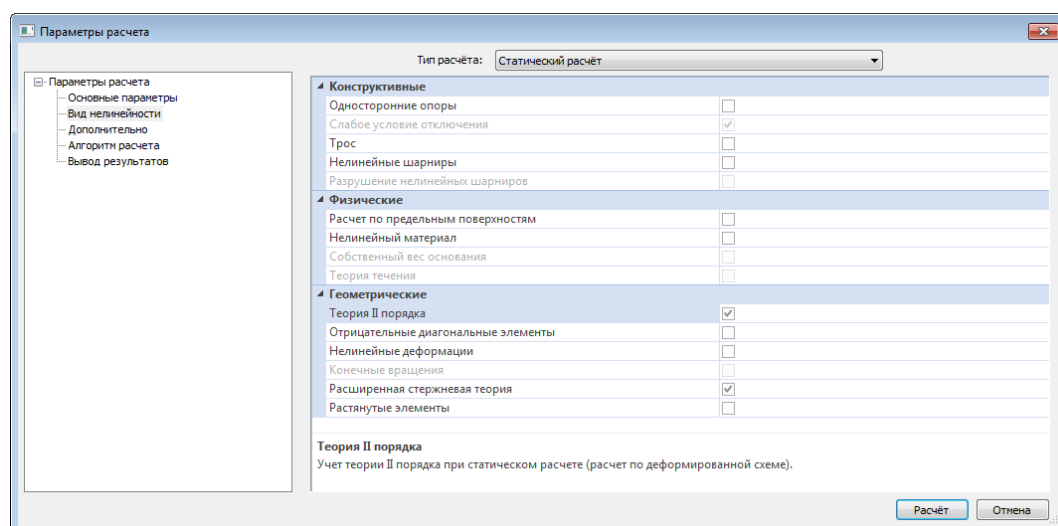 Параметры расчета
Тип расчёта: Статический расчёт
Параметры расчета
Основные параметры
Вид нелинейности
Дополнительно
Алгоритм расчета
Вывод результатов
Конструктивные
Односторонние опоры
Слабое условие отключения
Трос
Нелинейные шарниры
Разрушение нелинейных шарниров
Физические
Расчет по предельным поверхностям
Нелинейный материал
Собственный вес основания
Теория течения
Геометрические
Теория II порядка
Отрицательные диагональные элементы
Нелинейные деформации
Конечные вращения
Расширенная стержневая теория
Растянутые элементы
Теория II порядка
Учет теории II порядка при статическом расчете (расчет по деформированной схеме).
Расчёт Отмена